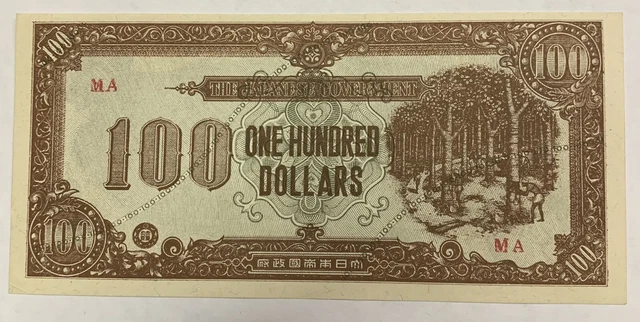 100
100
MA
THE JAPANESE GOVERNMENT
100
ONE HUNDRED
DOLLARS
MA
100
大日本帝國政府
100